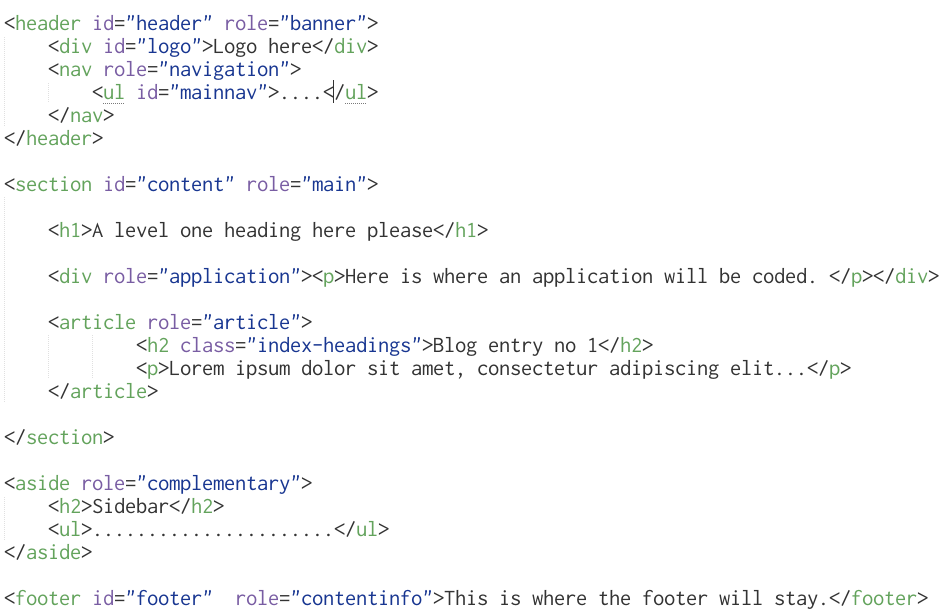 <header id="header" role="banner">
    <div id="logo">Logo here</div>
    <nav role="navigation">
        <ul id="mainnav">....</ul>
    </nav>
</header>

<section id="content" role="main">

    <h1>A level one heading here please</h1>

    <div role="application"><p>Here is where an application will be coded. </p></div>

    <article role="article">
            <h2 class="index-headings">Blog entry no 1</h2>
            <p>Lorem ipsum dolor sit amet, consectetur adipiscing elit...</p>
    </article>

</section>

<aside role="complementary">
    <h2>Sidebar</h2>
    <ul>......................</ul>
</aside>

<footer id="footer"  role="contentinfo">This is where the footer will stay.</footer>